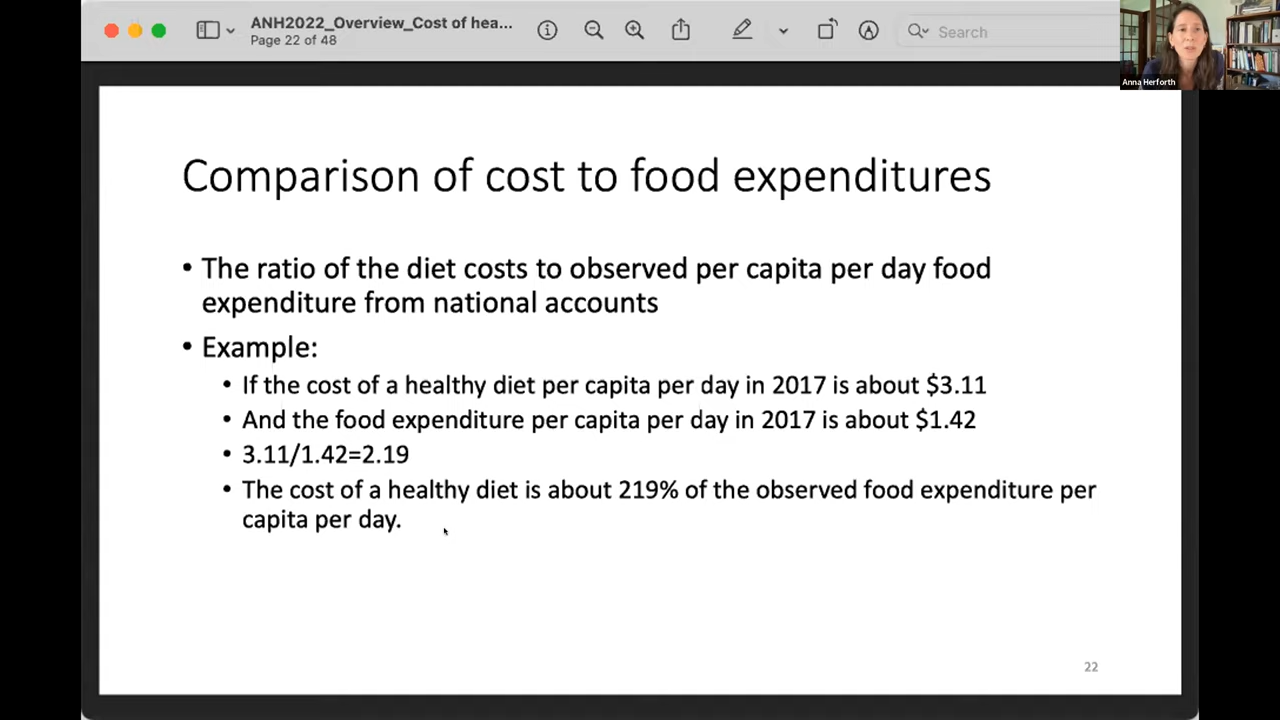 ANH2022_Overview_Cost of hea...
Page 22 of 48
Search
Anna Herforth
Comparison of cost to food expenditures
• The ratio of the diet costs to observed per capita per day food
expenditure from national accounts
• Example:
• If the cost of a healthy diet per capita per day in 2017 is about $3.11
• And the food expenditure per capita per day in 2017 is about $1.42
• 3.11/1.42=2.19
• The cost of a healthy diet is about 219% of the observed food expenditure per
capita per day.
22